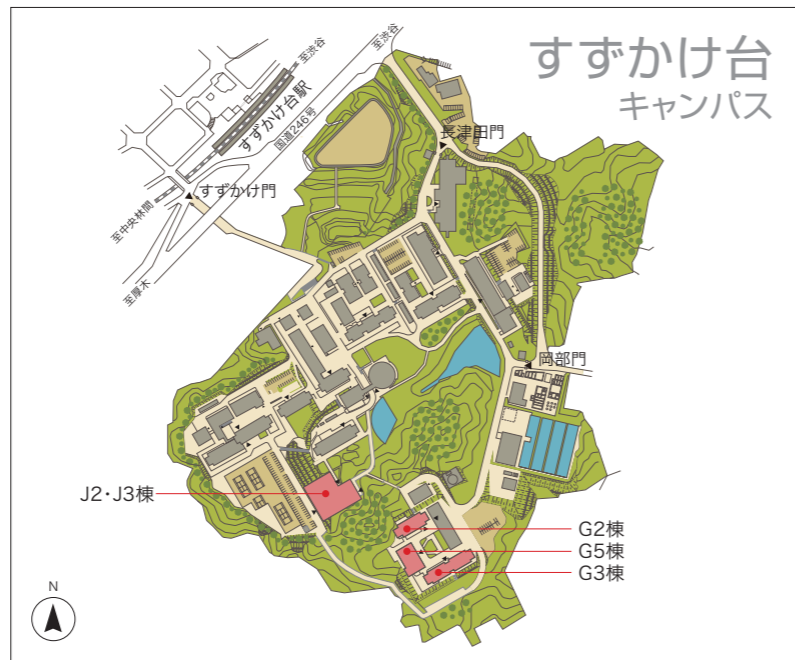 すずかけ台
キャンパス
至渋谷
至渋谷
すずかけ台駅
国道246号
長津田門
すずかけ門
至中央林間
至厚木
岡部門
J2・J3棟
G2棟
G5棟
G3棟
N